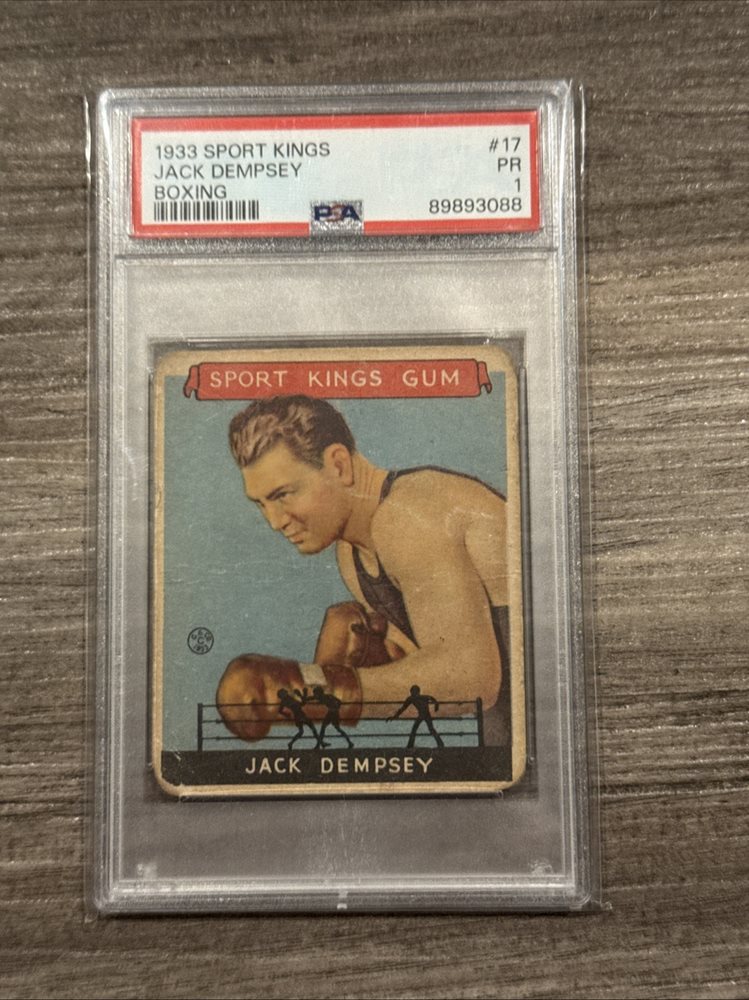 1933 SPORT KINGS #17
JACK DEMPSEY PR
BOXING 1
PSA 89893088
SPORT KINGS GUM
JACK DEMPSEY